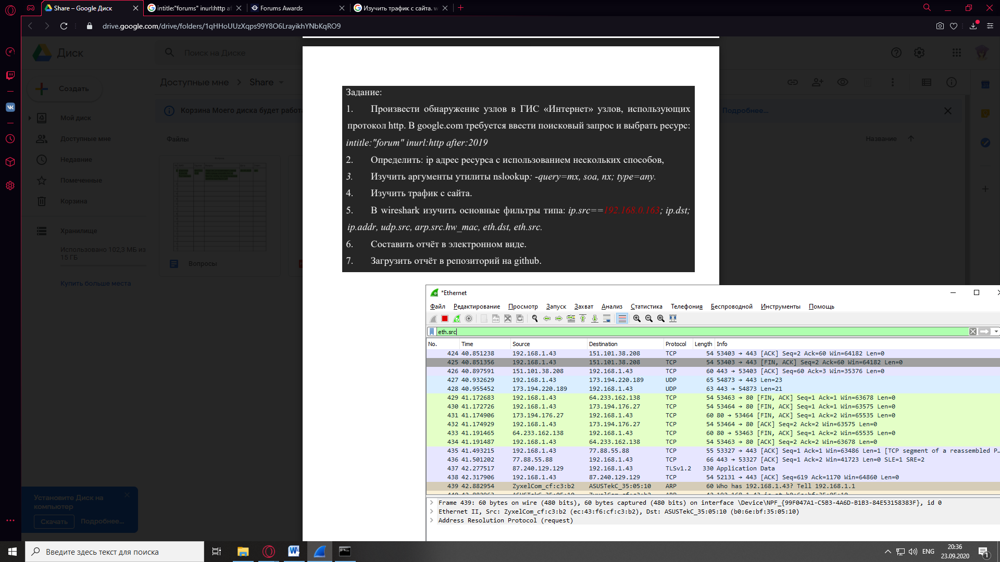 Share – Google Диск
intitle:"forums" inurl:http af
Forums Awards
Изучить трафик с сайта. w
drive.google.com/drive/folders/1qHHoUUzXqps99Y8O6LrayikhYNbKqRO9
Диск
Поиск на Диске
Создать
Доступные мне > Share
Корзина Моего диска будет работа
Подробнее...
Мой диск
Доступные мне
Недавние
Помеченные
Корзина
Хранилище
Использовано 102,3 МБ из
15 ГБ
Купить больше места
Файлы
Название
Вопросы
Установите Диск на
компьютер
Скачать Подробнее...
Задание:
1. Произвести обнаружение узлов в ГИС «Интернет» узлов, использующих
протокол http. В google.com требуется ввести поисковый запрос и выбрать ресурс:
intitle:"forum" inurl:http after:2019
2. Определить: ip адрес ресурса с использованием нескольких способов,
3. Изучить аргументы утилиты nslookup: -query=mx, soa, nx; type=any.
4. Изучить трафик с сайта.
5. В wireshark изучить основные фильтры типа: ip.src==192.168.0.163; ip.dst;
ip.addr, udp.src, arp.src.hw_mac, eth.dst, eth.src.
6. Составить отчёт в электронном виде.
7. Загрузить отчёт в репозиторий на github.
*Ethernet
Файл Редактирование Просмотр Запуск Захват Анализ Статистика Телефония Беспроводной Инструменты Помощь
eth.src
No. Time Source Destination Protocol Length Info
424 40.851238 192.168.1.43 151.101.38.208 TCP 54 53403 → 443 [ACK] Seq=2 Ack=60 Win=64182 Len=0
425 40.851356 192.168.1.43 151.101.38.208 TCP 54 53403 → 443 [FIN, ACK] Seq=2 Ack=60 Win=64182 Len=0
426 40.897591 151.101.38.208 192.168.1.43 TCP 60 443 → 53403 [ACK] Seq=60 Ack=3 Win=35376 Len=0
427 40.932629 192.168.1.43 173.194.220.189 UDP 65 54873 → 443 Len=23
428 40.955452 173.194.220.189 192.168.1.43 UDP 63 443 → 54873 Len=21
429 41.172683 192.168.1.43 64.233.162.138 TCP 54 53463 → 80 [FIN, ACK] Seq=1 Ack=1 Win=63678 Len=0
430 41.172726 192.168.1.43 173.194.176.27 TCP 54 53464 → 80 [FIN, ACK] Seq=1 Ack=1 Win=63575 Len=0
431 41.174906 173.194.176.27 192.168.1.43 TCP 60 80 → 53464 [FIN, ACK] Seq=1 Ack=2 Win=65535 Len=0
432 41.174929 192.168.1.43 173.194.176.27 TCP 54 53464 → 80 [ACK] Seq=2 Ack=2 Win=63575 Len=0
433 41.191465 64.233.162.138 192.168.1.43 TCP 60 80 → 53463 [FIN, ACK] Seq=1 Ack=2 Win=65535 Len=0
434 41.191487 192.168.1.43 64.233.162.138 TCP 54 53463 → 80 [ACK] Seq=2 Ack=2 Win=63678 Len=0
435 41.493215 192.168.1.43 77.88.55.88 TCP 55 53327 → 443 [ACK] Seq=1 Ack=1 Win=63486 Len=1 [TCP segment of a reassembled P…
436 41.501202 77.88.55.88 192.168.1.43 TCP 66 443 → 53327 [ACK] Seq=1 Ack=2 Win=41723 Len=0 SLE=1 SRE=2
437 42.277517 87.240.129.129 192.168.1.43 TLSv1.2 330 Application Data
438 42.317906 192.168.1.43 87.240.129.129 TCP 54 52131 → 443 [ACK] Seq=619 Ack=1170 Win=64860 Len=0
439 42.882954 ZyxelCom_cf:c3:b2 ASUSTekC_35:05:10 ARP 60 Who has 192.168.1.43? Tell 192.168.1.1
Frame 439: 60 bytes on wire (480 bits), 60 bytes captured (480 bits) on interface \Device\NPF_{99F047A1-C5B3-4A6D-B1B3-84E53158383F}, id 0
Ethernet II, Src: ZyxelCom_cf:c3:b2 (ec:43:f6:cf:c3:b2), Dst: ASUSTekC_35:05:10 (b0:6e:bf:35:05:10)
Address Resolution Protocol (request)
Введите здесь текст для поиска
ENG
20:36
23.09.2020
1